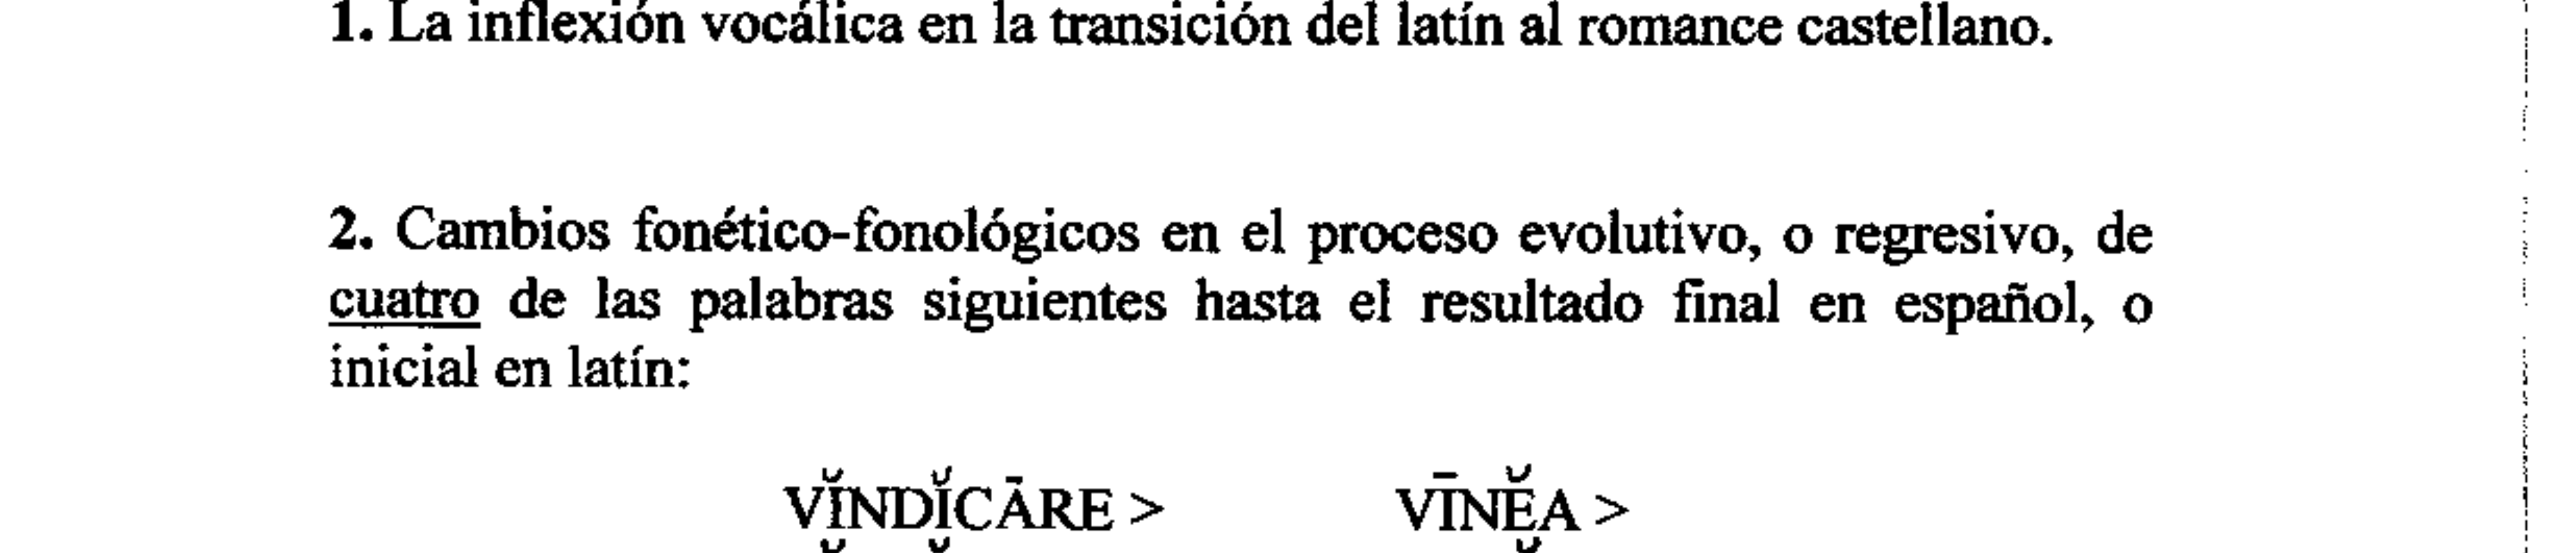 1. La inflexión vocálica en la transición del latín al romance castellano.
2. Cambios fonético-fonológicos en el proceso evolutivo, o regresivo, de
cuatro de las palabras siguientes hasta el resultado final en español, o
inicial en latín:
VĬNDĬCĀRE > VĪNĔA >